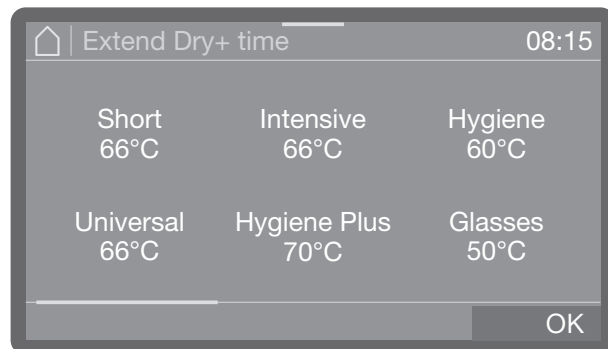 Extend Dry+ time 08:15
Short Intensive Hygiene
66°C 66°C 60°C
Universal Hygiene Plus Glasses
66°C 70°C 50°C
OK